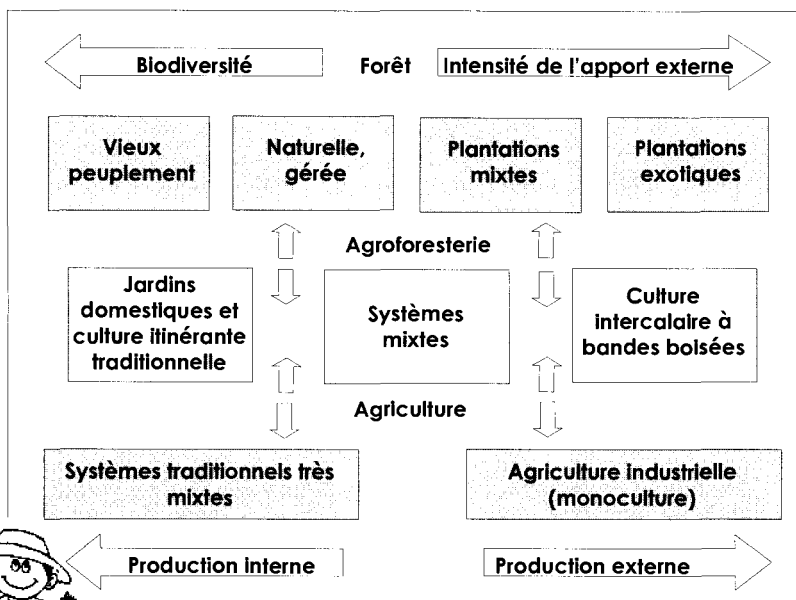 Biodiversité Forêt Intensité de l'apport externe
Vieux
peuplement
Naturelle,
gérée
Plantations
mixtes
Plantations
exotiques
Agroforesterie
Jardins
domestiques et
culture itinérante
traditionnelle
Systèmes
mixtes
Culture
intercalaire à
bandes boisées
Agriculture
Systèmes traditionnels très
mixtes
Agriculture industrielle
(monoculture)
Production interne
Production externe